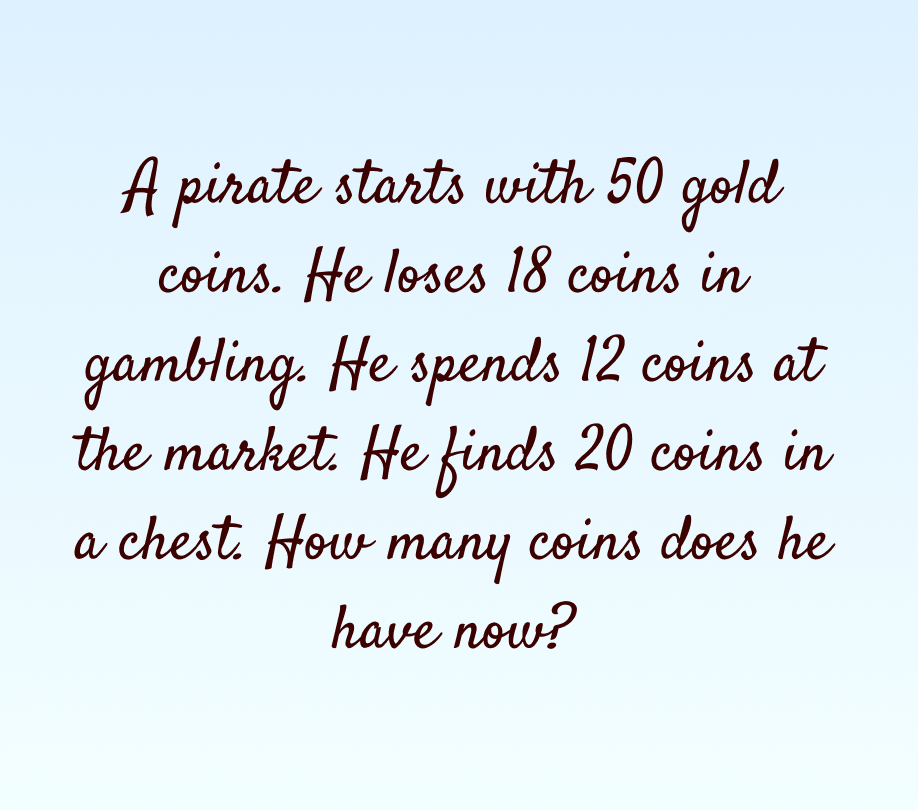 A pirate starts with 50 gold
coins. He loses 18 coins in
gambling. He spends 12 coins at
the market. He finds 20 coins in
a chest. How many coins does he
have now?